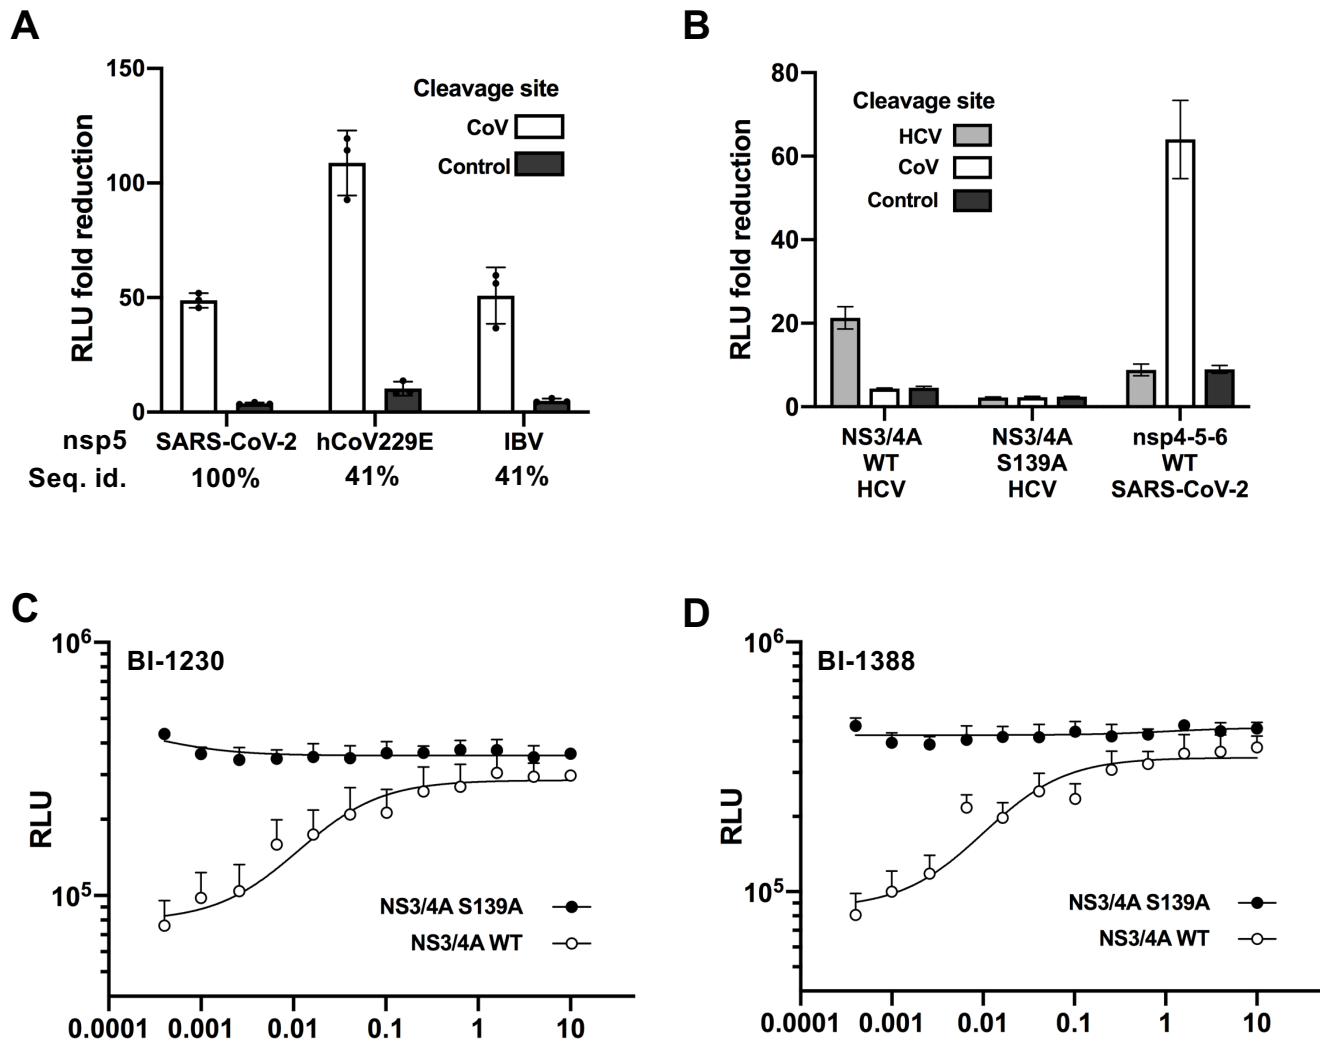 A
150
100
50
0
RLU fold reduction
Cleavage site
CoV
Control
nsp5 SARS-CoV-2 hCoV229E IBV
Seq. id. 100% 41% 41%
B
80
60
40
20
0
RLU fold reduction
Cleavage site
HCV
CoV
Control
NS3/4A
WT
HCV
NS3/4A
S139A
HCV
nsp4-5-6
WT
SARS-CoV-2
C
BI-1230
10⁶
10⁵
RLU
NS3/4A S139A
NS3/4A WT
0.0001 0.001 0.01 0.1 1 10
D
BI-1388
10⁶
10⁵
RLU
NS3/4A S139A
NS3/4A WT
0.0001 0.001 0.01 0.1 1 10